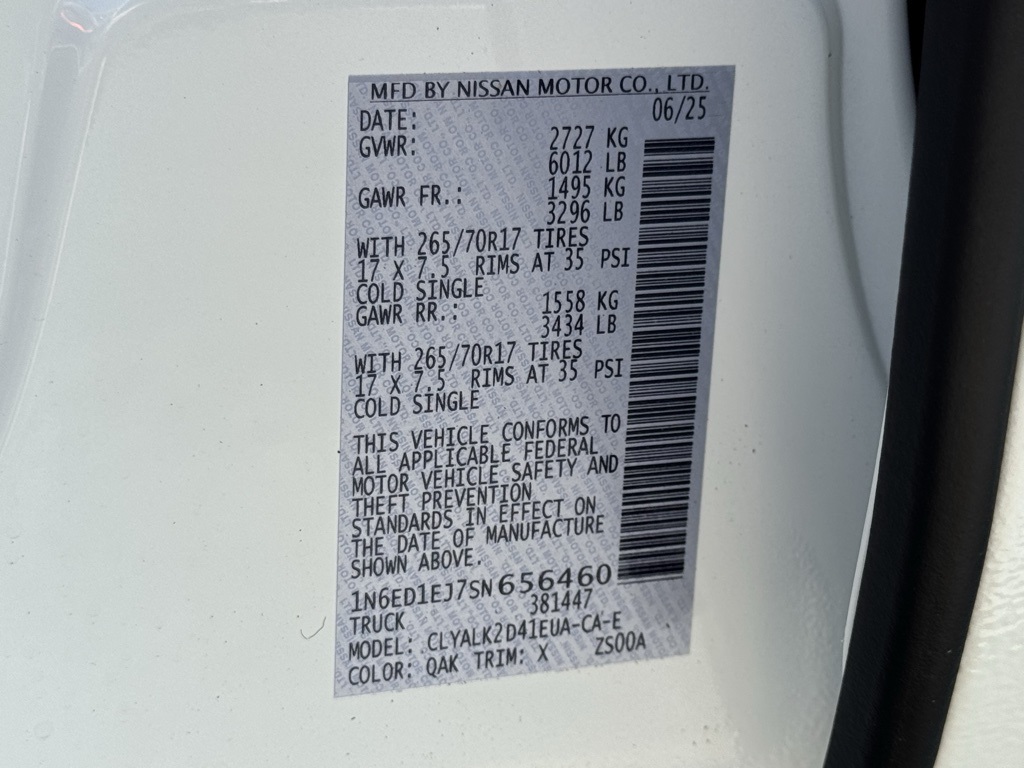 MFD BY NISSAN MOTOR CO., LTD.
DATE: 06/25
GVWR: 2727 KG
6012 LB
GAWR FR.: 1495 KG
3296 LB
WITH 265/70R17 TIRES
17 X 7.5 RIMS AT 35 PSI
COLD SINGLE
GAWR RR.: 1558 KG
3434 LB
WITH 265/70R17 TIRES
17 X 7.5 RIMS AT 35 PSI
COLD SINGLE
THIS VEHICLE CONFORMS TO
ALL APPLICABLE FEDERAL
MOTOR VEHICLE SAFETY AND
THEFT PREVENTION
STANDARDS IN EFFECT ON
THE DATE OF MANUFACTURE
SHOWN ABOVE.
1N6ED1EJ7SN656460
TRUCK 381447
MODEL: CLYALK2D41EUA-CA-E
COLOR: QAK TRIM: X ZS00A